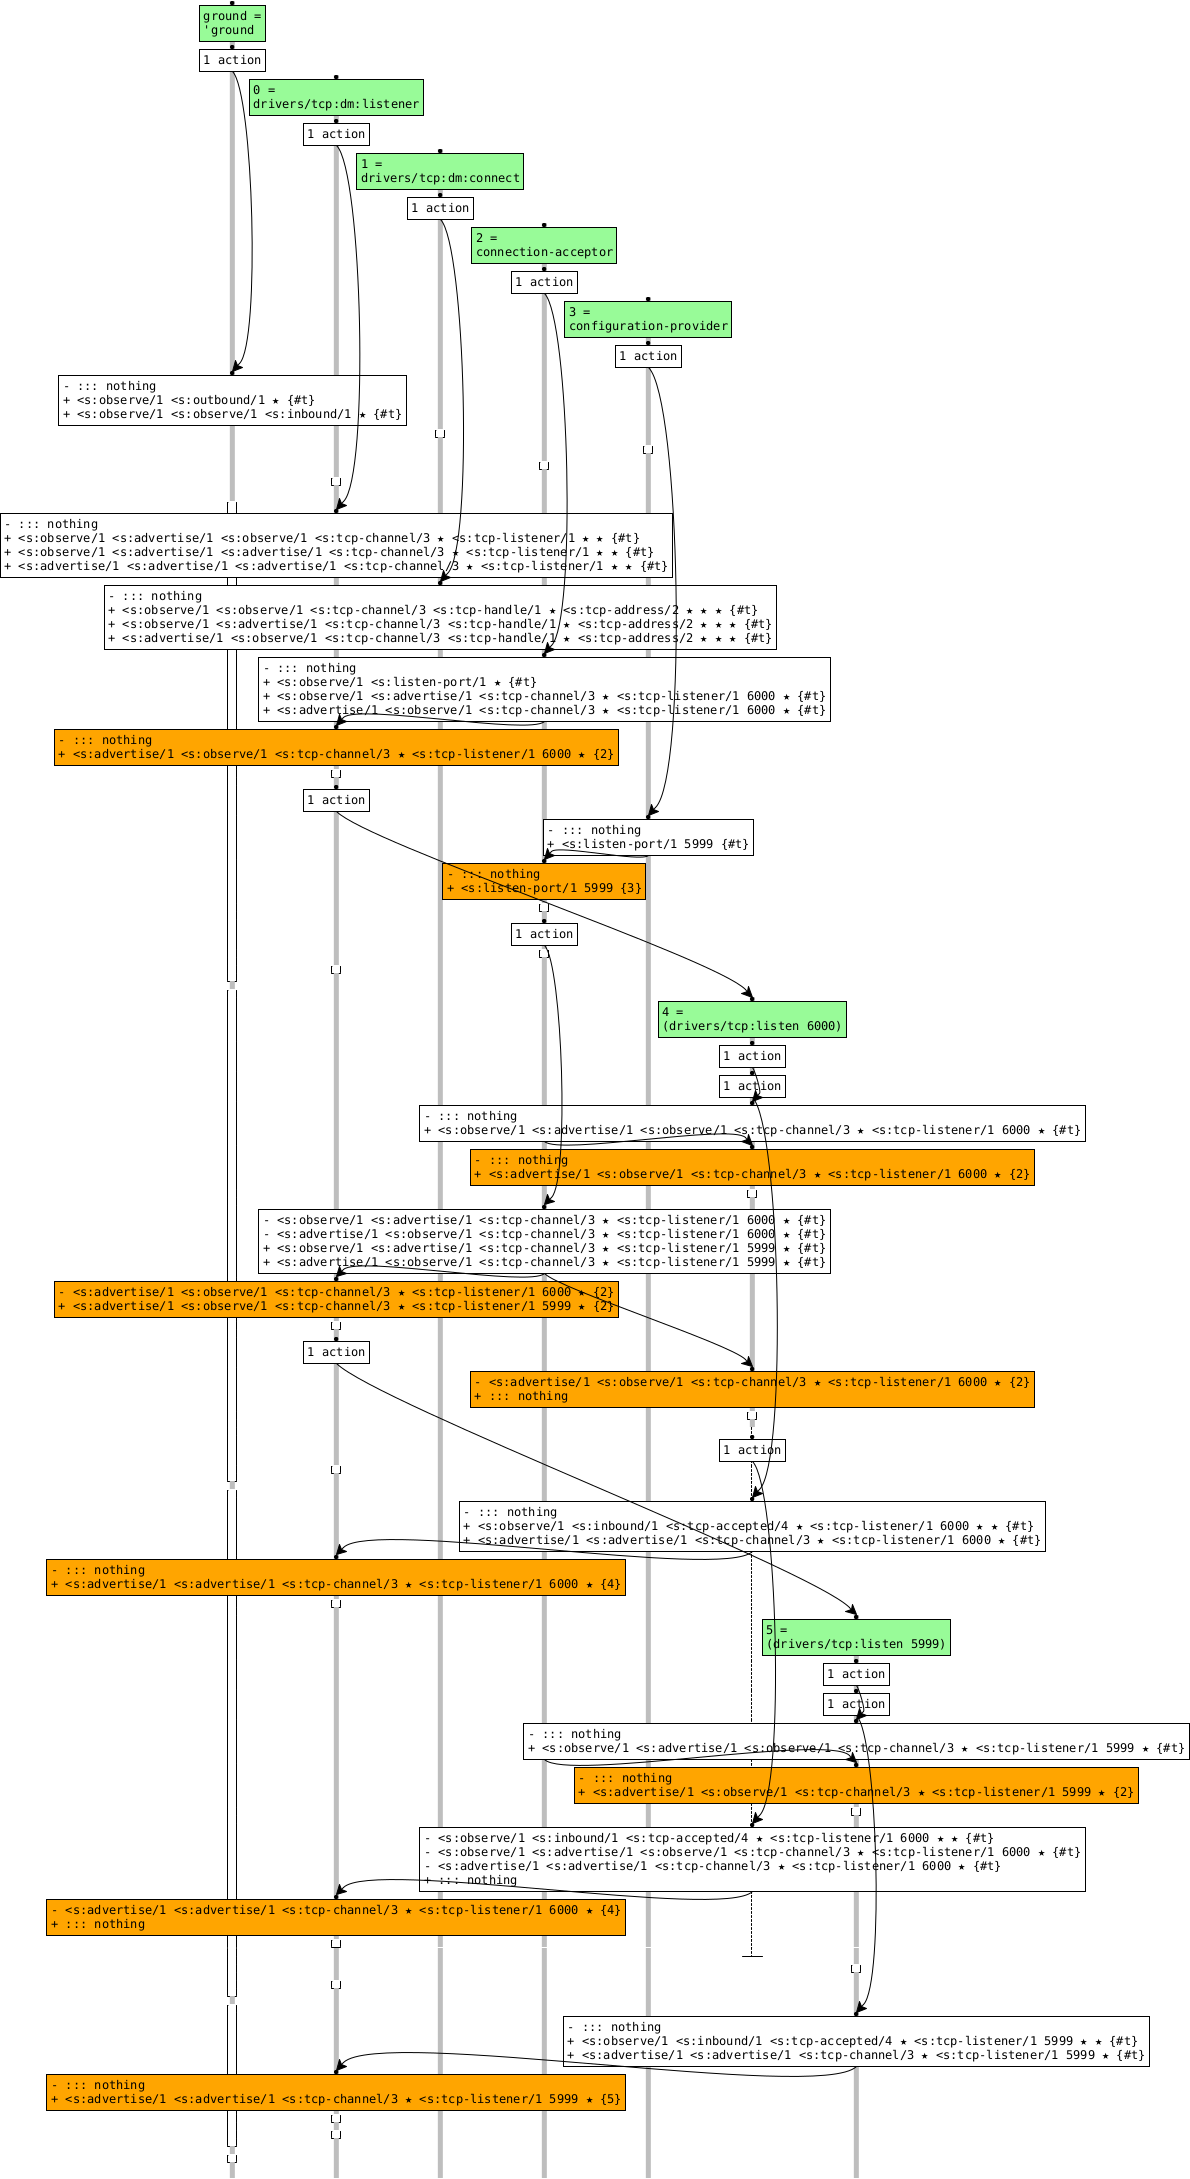 ground =
'ground
1 action
0 =
drivers/tcp:dm:listener
1 action
1 =
drivers/tcp:dm:connect
1 action
2 =
connection-acceptor
1 action
3 =
configuration-provider
1 action
- ::: nothing
+ <s:observe/1 <s:outbound/1 ★ {#t}
+ <s:observe/1 <s:observe/1 <s:inbound/1 ★ {#t}
- ::: nothing
+ <s:observe/1 <s:advertise/1 <s:observe/1 <s:tcp-channel/3 ★ <s:tcp-listener/1 ★ ★ {#t}
+ <s:observe/1 <s:advertise/1 <s:advertise/1 <s:tcp-channel/3 ★ <s:tcp-listener/1 ★ ★ {#t}
+ <s:advertise/1 <s:advertise/1 <s:advertise/1 <s:tcp-channel/3 ★ <s:tcp-listener/1 ★ ★ {#t}
- ::: nothing
+ <s:observe/1 <s:observe/1 <s:tcp-channel/3 <s:tcp-handle/1 ★ <s:tcp-address/2 ★ ★ ★ {#t}
+ <s:observe/1 <s:advertise/1 <s:tcp-channel/3 <s:tcp-handle/1 ★ <s:tcp-address/2 ★ ★ ★ {#t}
+ <s:advertise/1 <s:observe/1 <s:tcp-channel/3 <s:tcp-handle/1 ★ <s:tcp-address/2 ★ ★ ★ {#t}
- ::: nothing
+ <s:observe/1 <s:listen-port/1 ★ {#t}
+ <s:observe/1 <s:advertise/1 <s:tcp-channel/3 ★ <s:tcp-listener/1 6000 ★ {#t}
+ <s:advertise/1 <s:observe/1 <s:tcp-channel/3 ★ <s:tcp-listener/1 6000 ★ {#t}
- ::: nothing
+ <s:advertise/1 <s:observe/1 <s:tcp-channel/3 ★ <s:tcp-listener/1 6000 ★ {2}
1 action
- ::: nothing
+ <s:listen-port/1 5999 {#t}
- ::: nothing
+ <s:listen-port/1 5999 {3}
1 action
4 =
(drivers/tcp:listen 6000)
1 action
1 action
- ::: nothing
+ <s:observe/1 <s:advertise/1 <s:observe/1 <s:tcp-channel/3 ★ <s:tcp-listener/1 6000 ★ {#t}
- ::: nothing
+ <s:advertise/1 <s:observe/1 <s:tcp-channel/3 ★ <s:tcp-listener/1 6000 ★ {2}
- <s:observe/1 <s:advertise/1 <s:tcp-channel/3 ★ <s:tcp-listener/1 6000 ★ {#t}
- <s:advertise/1 <s:observe/1 <s:tcp-channel/3 ★ <s:tcp-listener/1 6000 ★ {#t}
+ <s:observe/1 <s:advertise/1 <s:tcp-channel/3 ★ <s:tcp-listener/1 5999 ★ {#t}
+ <s:advertise/1 <s:observe/1 <s:tcp-channel/3 ★ <s:tcp-listener/1 5999 ★ {#t}
- <s:advertise/1 <s:observe/1 <s:tcp-channel/3 ★ <s:tcp-listener/1 6000 ★ {2}
+ <s:advertise/1 <s:observe/1 <s:tcp-channel/3 ★ <s:tcp-listener/1 5999 ★ {2}
1 action
- <s:advertise/1 <s:observe/1 <s:tcp-channel/3 ★ <s:tcp-listener/1 6000 ★ {2}
+ ::: nothing
1 action
- ::: nothing
+ <s:observe/1 <s:inbound/1 <s:tcp-accepted/4 ★ <s:tcp-listener/1 6000 ★ ★ {#t}
+ <s:advertise/1 <s:advertise/1 <s:tcp-channel/3 ★ <s:tcp-listener/1 6000 ★ {#t}
- ::: nothing
+ <s:advertise/1 <s:advertise/1 <s:tcp-channel/3 ★ <s:tcp-listener/1 6000 ★ {4}
5 =
(drivers/tcp:listen 5999)
1 action
1 action
- ::: nothing
+ <s:observe/1 <s:advertise/1 <s:observe/1 <s:tcp-channel/3 ★ <s:tcp-listener/1 5999 ★ {#t}
- ::: nothing
+ <s:advertise/1 <s:observe/1 <s:tcp-channel/3 ★ <s:tcp-listener/1 5999 ★ {2}
- <s:observe/1 <s:inbound/1 <s:tcp-accepted/4 ★ <s:tcp-listener/1 6000 ★ ★ {#t}
- <s:observe/1 <s:advertise/1 <s:observe/1 <s:tcp-channel/3 ★ <s:tcp-listener/1 6000 ★ {#t}
- <s:advertise/1 <s:advertise/1 <s:tcp-channel/3 ★ <s:tcp-listener/1 6000 ★ {#t}
+ ::: nothing
- <s:advertise/1 <s:advertise/1 <s:tcp-channel/3 ★ <s:tcp-listener/1 6000 ★ {4}
+ ::: nothing
- ::: nothing
+ <s:observe/1 <s:inbound/1 <s:tcp-accepted/4 ★ <s:tcp-listener/1 5999 ★ ★ {#t}
+ <s:advertise/1 <s:advertise/1 <s:tcp-channel/3 ★ <s:tcp-listener/1 5999 ★ {#t}
- ::: nothing
+ <s:advertise/1 <s:advertise/1 <s:tcp-channel/3 ★ <s:tcp-listener/1 5999 ★ {5}